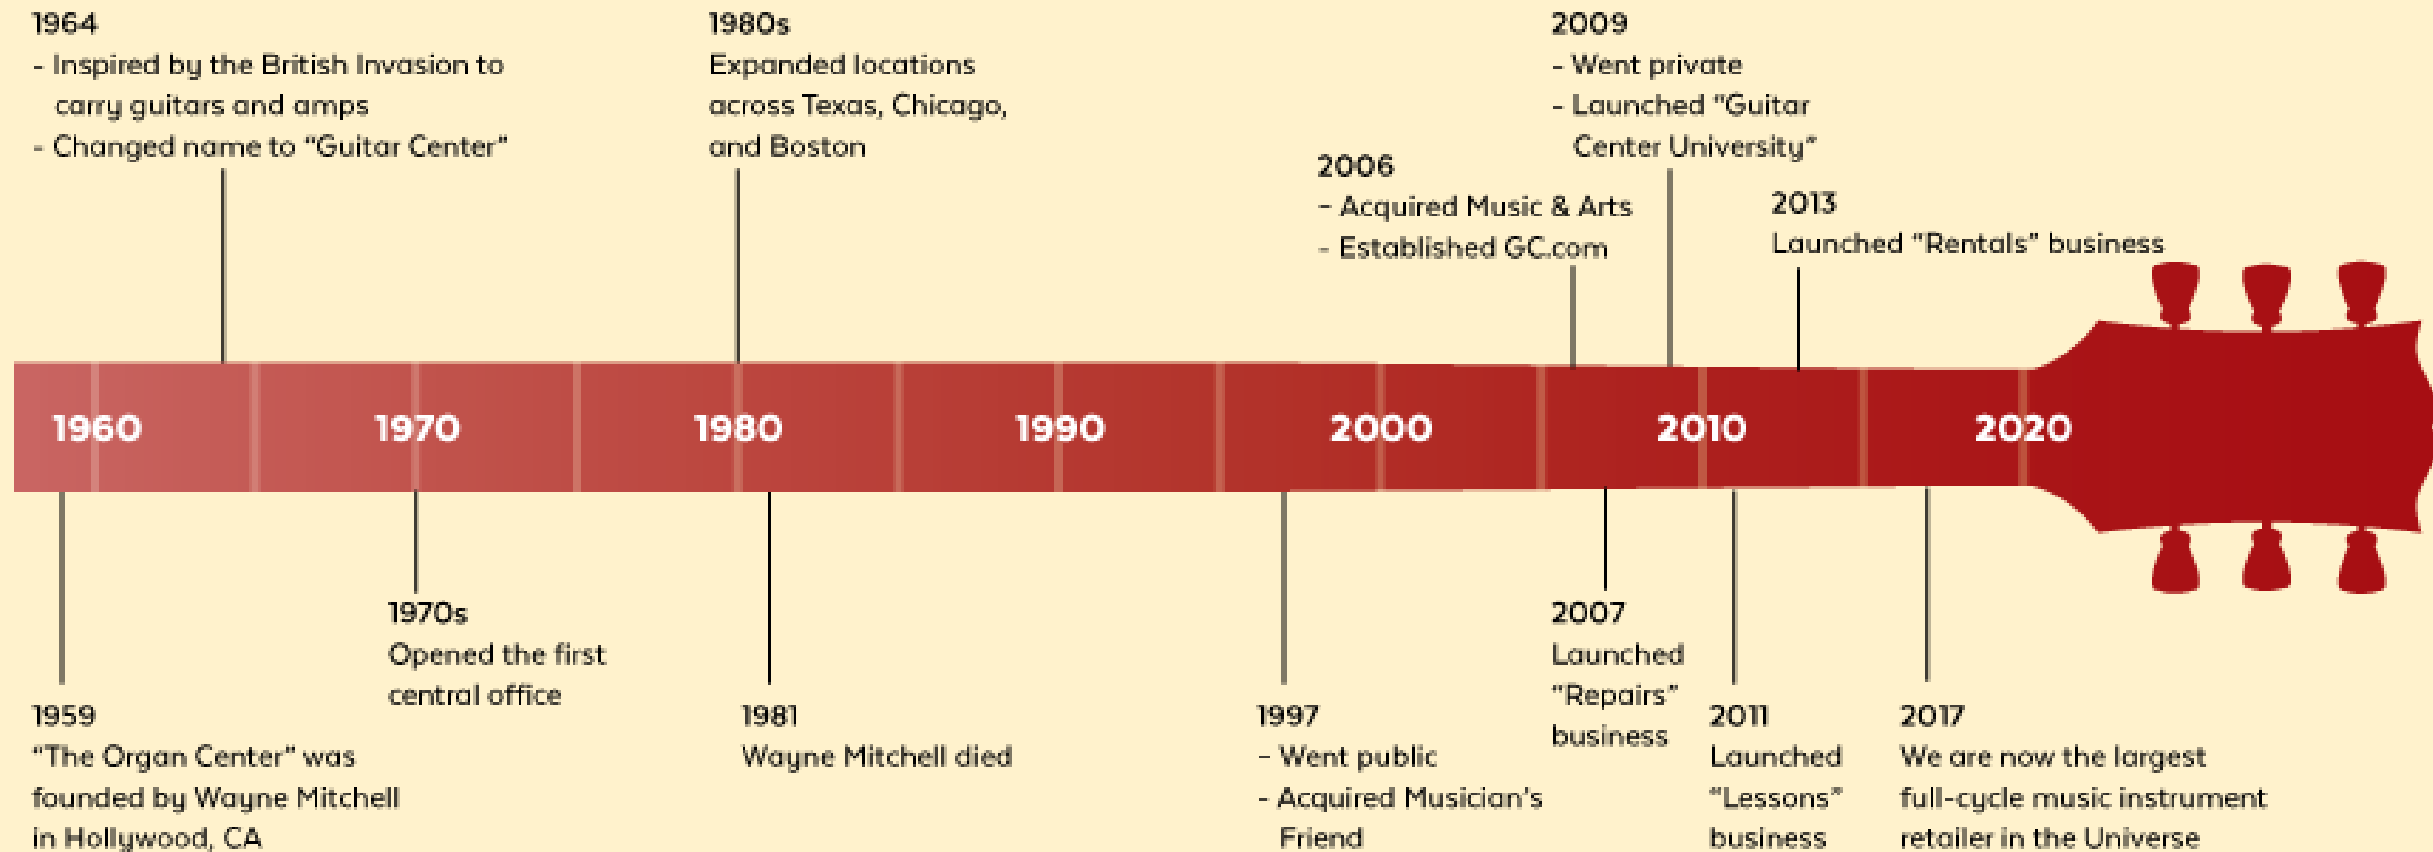 1964
- Inspired by the British Invasion to
carry guitars and amps
- Changed name to "Guitar Center"
1980s
Expanded locations
across Texas, Chicago,
and Boston
2006
- Acquired Music & Arts
- Established GC.com
2009
- Went private
- Launched "Guitar
Center University"
2013
Launched "Rentals" business
1960
1970
1980
1990
2000
2010
2020
1959
"The Organ Center" was
founded by Wayne Mitchell
in Hollywood, CA
1970s
Opened the first
central office
1981
Wayne Mitchell died
1997
- Went public
- Acquired Musician's
Friend
2007
Launched
"Repairs"
business
2011
Launched
"Lessons"
business
2017
We are now the largest
full-cycle music instrument
retailer in the Universe